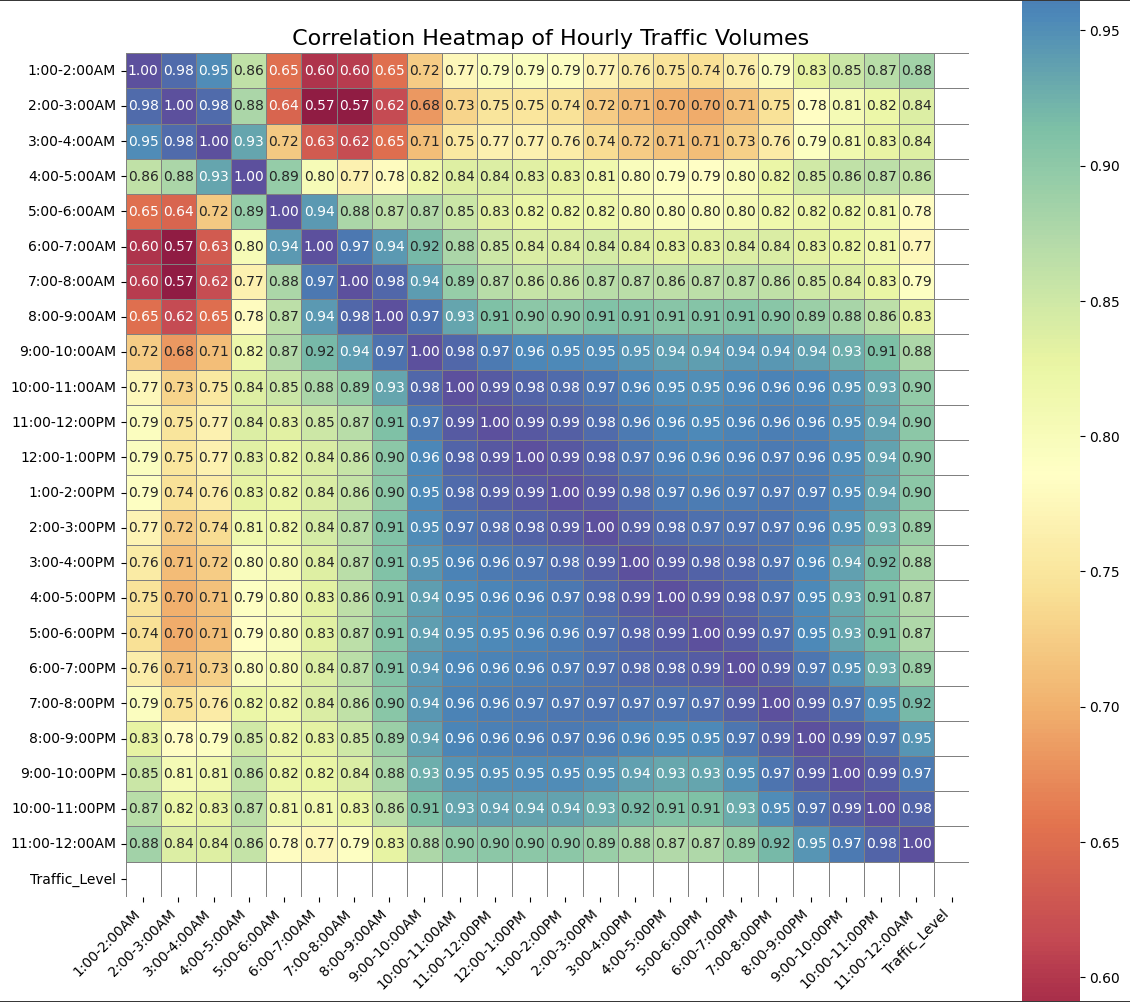 Correlation Heatmap of Hourly Traffic Volumes
1:00-2:00AM 1.00 0.98 0.95 0.86 0.65 0.60 0.60 0.65 0.72 0.77 0.79 0.79 0.79 0.77 0.76 0.75 0.74 0.76 0.79 0.83 0.85 0.87 0.88
2:00-3:00AM 0.98 1.00 0.98 0.88 0.64 0.57 0.57 0.62 0.68 0.73 0.75 0.75 0.74 0.72 0.71 0.70 0.70 0.71 0.75 0.78 0.81 0.82 0.84
3:00-4:00AM 0.95 0.98 1.00 0.93 0.72 0.63 0.62 0.65 0.71 0.75 0.77 0.77 0.76 0.74 0.72 0.71 0.71 0.73 0.76 0.79 0.81 0.83 0.84
4:00-5:00AM 0.86 0.88 0.93 1.00 0.89 0.80 0.77 0.78 0.82 0.84 0.84 0.83 0.83 0.81 0.80 0.79 0.79 0.80 0.82 0.85 0.86 0.87 0.86
5:00-6:00AM 0.65 0.64 0.72 0.89 1.00 0.94 0.88 0.87 0.87 0.85 0.83 0.82 0.82 0.82 0.80 0.80 0.80 0.80 0.82 0.82 0.82 0.81 0.78
6:00-7:00AM 0.60 0.57 0.63 0.80 0.94 1.00 0.97 0.94 0.92 0.88 0.85 0.84 0.84 0.84 0.84 0.83 0.83 0.84 0.84 0.83 0.82 0.81 0.77
7:00-8:00AM 0.60 0.57 0.62 0.77 0.88 0.97 1.00 0.98 0.94 0.89 0.87 0.86 0.86 0.87 0.87 0.86 0.87 0.87 0.86 0.85 0.84 0.83 0.79
8:00-9:00AM 0.65 0.62 0.65 0.78 0.87 0.94 0.98 1.00 0.97 0.93 0.91 0.90 0.90 0.91 0.91 0.91 0.91 0.91 0.90 0.89 0.88 0.86 0.83
9:00-10:00AM 0.72 0.68 0.71 0.82 0.87 0.92 0.94 0.97 1.00 0.98 0.97 0.96 0.95 0.95 0.95 0.94 0.94 0.94 0.94 0.94 0.93 0.91 0.88
10:00-11:00AM 0.77 0.73 0.75 0.84 0.85 0.88 0.89 0.93 0.98 1.00 0.99 0.98 0.98 0.97 0.96 0.95 0.95 0.96 0.96 0.96 0.95 0.93 0.90
11:00-12:00PM 0.79 0.75 0.77 0.84 0.83 0.85 0.87 0.91 0.97 0.99 1.00 0.99 0.99 0.98 0.96 0.96 0.95 0.96 0.96 0.96 0.95 0.94 0.90
12:00-1:00PM 0.79 0.75 0.77 0.83 0.82 0.84 0.86 0.90 0.96 0.98 0.99 1.00 0.99 0.98 0.97 0.96 0.96 0.96 0.97 0.96 0.95 0.94 0.90
1:00-2:00PM 0.79 0.74 0.76 0.83 0.82 0.84 0.86 0.90 0.95 0.98 0.99 0.99 1.00 0.99 0.98 0.97 0.96 0.97 0.97 0.97 0.95 0.94 0.90
2:00-3:00PM 0.77 0.72 0.74 0.81 0.82 0.84 0.87 0.91 0.95 0.97 0.98 0.98 0.99 1.00 0.99 0.98 0.97 0.97 0.97 0.96 0.95 0.93 0.89
3:00-4:00PM 0.76 0.71 0.72 0.80 0.80 0.84 0.87 0.91 0.95 0.96 0.96 0.97 0.98 0.99 1.00 0.99 0.98 0.98 0.97 0.96 0.94 0.92 0.88
4:00-5:00PM 0.75 0.70 0.71 0.79 0.80 0.83 0.86 0.91 0.94 0.95 0.96 0.96 0.97 0.98 0.99 1.00 0.99 0.98 0.97 0.95 0.93 0.91 0.87
5:00-6:00PM 0.74 0.70 0.71 0.79 0.80 0.83 0.87 0.91 0.94 0.95 0.95 0.96 0.96 0.97 0.98 0.99 1.00 0.99 0.97 0.95 0.93 0.91 0.87
6:00-7:00PM 0.76 0.71 0.73 0.80 0.80 0.84 0.87 0.91 0.94 0.96 0.96 0.96 0.97 0.97 0.98 0.98 0.99 1.00 0.99 0.97 0.95 0.93 0.89
7:00-8:00PM 0.79 0.75 0.76 0.82 0.82 0.84 0.86 0.90 0.94 0.96 0.96 0.97 0.97 0.97 0.97 0.97 0.97 0.99 1.00 0.99 0.97 0.95 0.92
8:00-9:00PM 0.83 0.78 0.79 0.85 0.82 0.83 0.85 0.89 0.94 0.96 0.96 0.96 0.97 0.96 0.96 0.95 0.95 0.97 0.99 1.00 0.99 0.97 0.95
9:00-10:00PM 0.85 0.81 0.81 0.86 0.82 0.82 0.84 0.88 0.93 0.95 0.95 0.95 0.95 0.95 0.94 0.93 0.93 0.95 0.97 0.99 1.00 0.99 0.97
10:00-11:00PM 0.87 0.82 0.83 0.87 0.81 0.81 0.83 0.86 0.91 0.93 0.94 0.94 0.94 0.93 0.92 0.91 0.91 0.93 0.95 0.97 0.99 1.00 0.98
11:00-12:00AM 0.88 0.84 0.84 0.86 0.78 0.77 0.79 0.83 0.88 0.90 0.90 0.90 0.90 0.89 0.88 0.87 0.87 0.89 0.92 0.95 0.97 0.98 1.00
Traffic_Level
1:00-2:00AM 2:00-3:00AM 3:00-4:00AM 4:00-5:00AM 5:00-6:00AM 6:00-7:00AM 7:00-8:00AM 8:00-9:00AM 9:00-10:00AM 10:00-11:00AM 11:00-12:00PM 12:00-1:00PM 1:00-2:00PM 2:00-3:00PM 3:00-4:00PM 4:00-5:00PM 5:00-6:00PM 6:00-7:00PM 7:00-8:00PM 8:00-9:00PM 9:00-10:00PM 10:00-11:00PM 11:00-12:00AM Traffic_Level
0.95
0.90
0.85
0.80
0.75
0.70
0.65
0.60